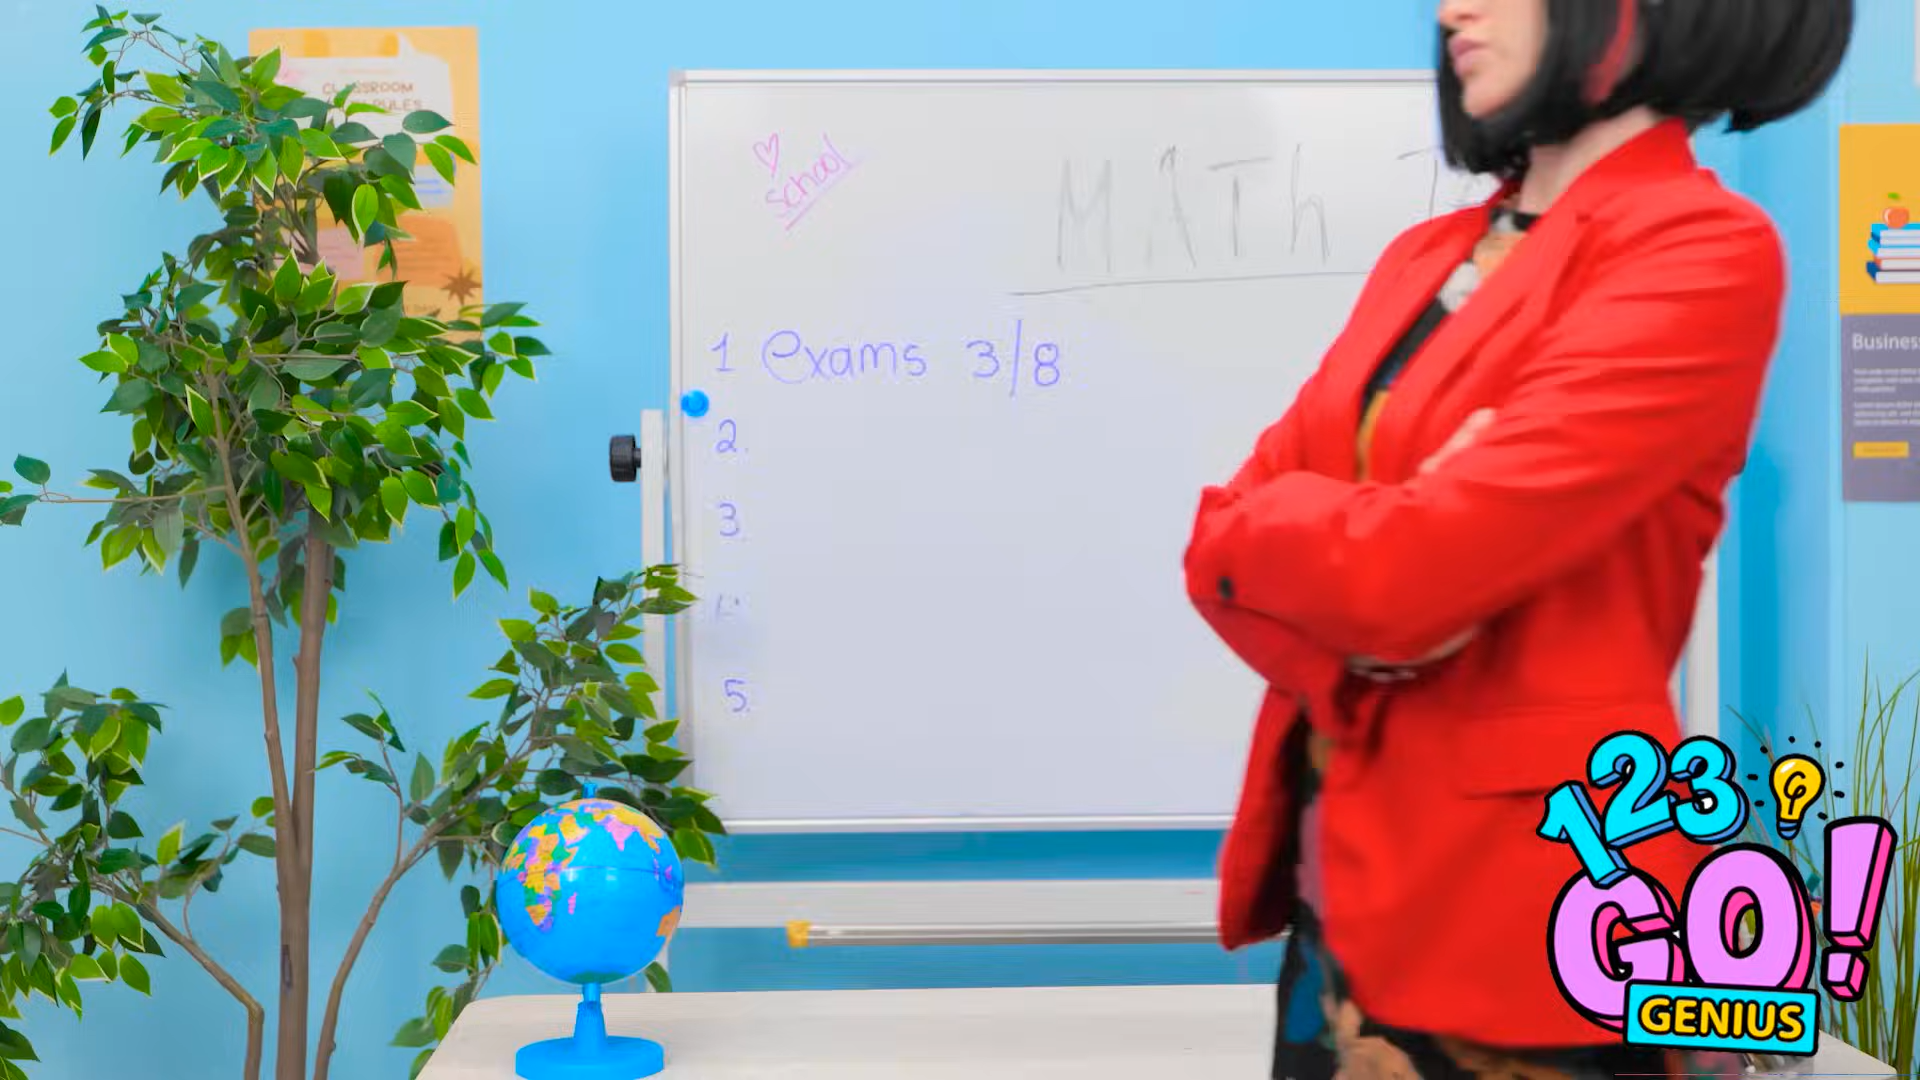 CLASSROOM
RULES
♡
school
MATh
1 exams 3/8
2.
3.
5.
Business
123
GO!
GENIUS